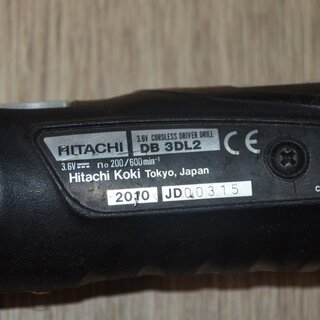 3.6V CORDLESS DRIVER DRILL
HITACHI DB 3DL2
3.6V⎓ no 200/600min⁻¹
Hitachi Koki Tokyo, Japan
2010 JD00315
CE
C